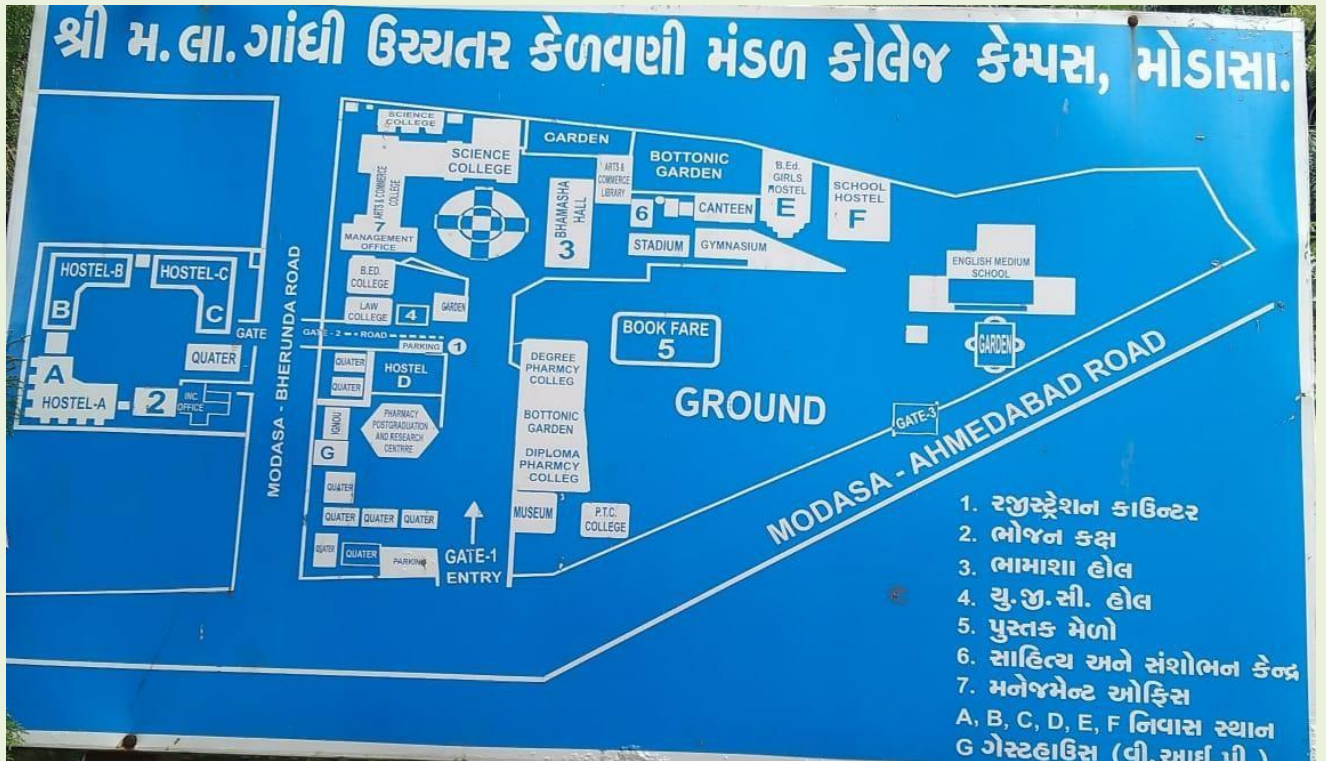 શ્રી મ.લા.ગાંધી ઉચ્ચતર કેળવણી મંડળ કોલેજ કેમ્પસ, મોડાસા.
SCIENCE
COLLEGE
SCIENCE
COLLEGE
GARDEN
BOTTONIC
GARDEN
ARTS &
COMMERCE
LIBRARY
B.Ed.
GIRLS
HOSTEL
E
SCHOOL
HOSTEL
F
ARTS & COMMERCE
COLLEGE
7
MANAGEMENT
OFFICE
BHAMASHA
HALL
3
6
CANTEEN
STADIUM
GYMNASIUM
ENGLISH MEDIUM
SCHOOL
GARDEN
HOSTEL-B
B
HOSTEL-C
C
GATE
QUATER
A
HOSTEL-A
2
INC.
OFFICE
MODASA - BHERUNDA ROAD
B.ED.
COLLEGE
LAW
COLLEGE
4
GARDEN
GATE - 2 ROAD
PARKING
1
QUATER
QUATER
HOSTEL
D
IGNOU
G
PHARMACY
POSTGRADUATION
AND RESEARCH
CENTRRE
QUATER
QUATER
QUATER
QUATER
QUATER
QUATER
PARKING
GATE-1
ENTRY
BOOK FARE
5
DEGREE
PHARMCY
COLLEG
BOTTONIC
GARDEN
DIPLOMA
PHARMCY
COLLEG
MUSEUM
P.T.C.
COLLEGE
GROUND
GATE-3
MODASA - AHMEDABAD ROAD
1. રજીસ્ટ્રેશન કાઉન્ટર
2. ભોજન કક્ષ
3. ભામાશા હોલ
4. યુ.જી.સી. હોલ
5. પુસ્તક મેળો
6. સાહિત્ય અને સંશોભન કેન્દ્ર
7. મનેજમેન્ટ ઓફિસ
A, B, C, D, E, F નિવાસ સ્થાન
G ગેસ્ટહાઉસ (વી.આઈ.પી.)